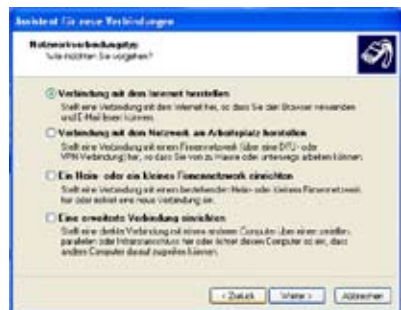 Assistent für neue Verbindungen
Netzwerkverbindungstyp
Wie möchten Sie vorgehen?
Verbindung mit dem Internet herstellen
Stellt eine Verbindung mit dem Internet her, so dass Sie den Browser verwenden
und E-Mail lesen können.
Verbindung mit dem Netzwerk am Arbeitsplatz herstellen
Stellt eine Verbindung mit einem Firmennetzwerk (über eine DFÜ- oder
VPN-Verbindung) her, so dass Sie von zu Hause oder unterwegs arbeiten können.
Ein Heim- oder ein kleines Firmennetzwerk einrichten
Stellt eine Verbindung mit einem bestehenden Heim- oder kleinem Firmennetzwerk
her oder richtet eine neue Verbindung ein.
Eine erweiterte Verbindung einrichten
Stellt eine direkte Verbindung mit einem anderen Computer über einen seriellen,
parallelen oder Infrarotanschluss her oder richtet diesen Computer so ein, dass
andere Computer darauf zugreifen können.
< Zurück
Weiter >
Abbrechen